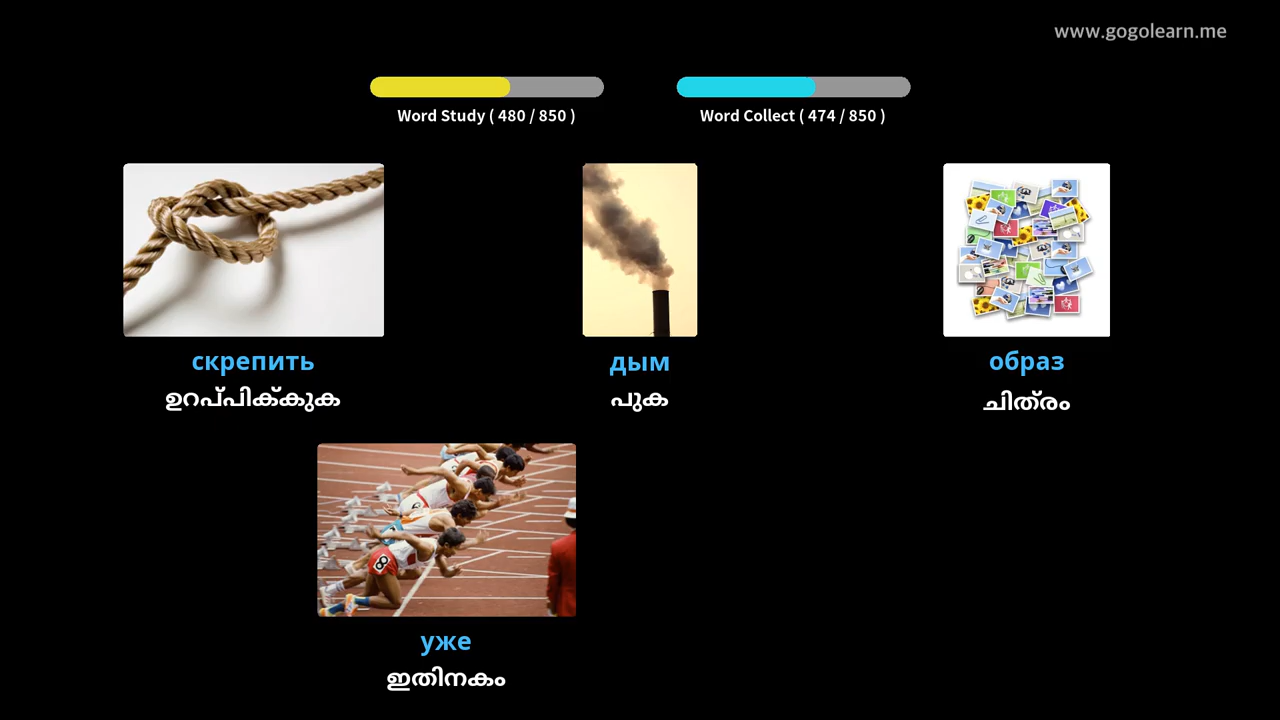 www.gogolearn.me
Word Study ( 480 / 850 )
Word Collect ( 474 / 850 )
скрепить
ഉറപ്പിക്കുക
дым
പുക
образ
ചിത്രം
уже
ഇതിനകം